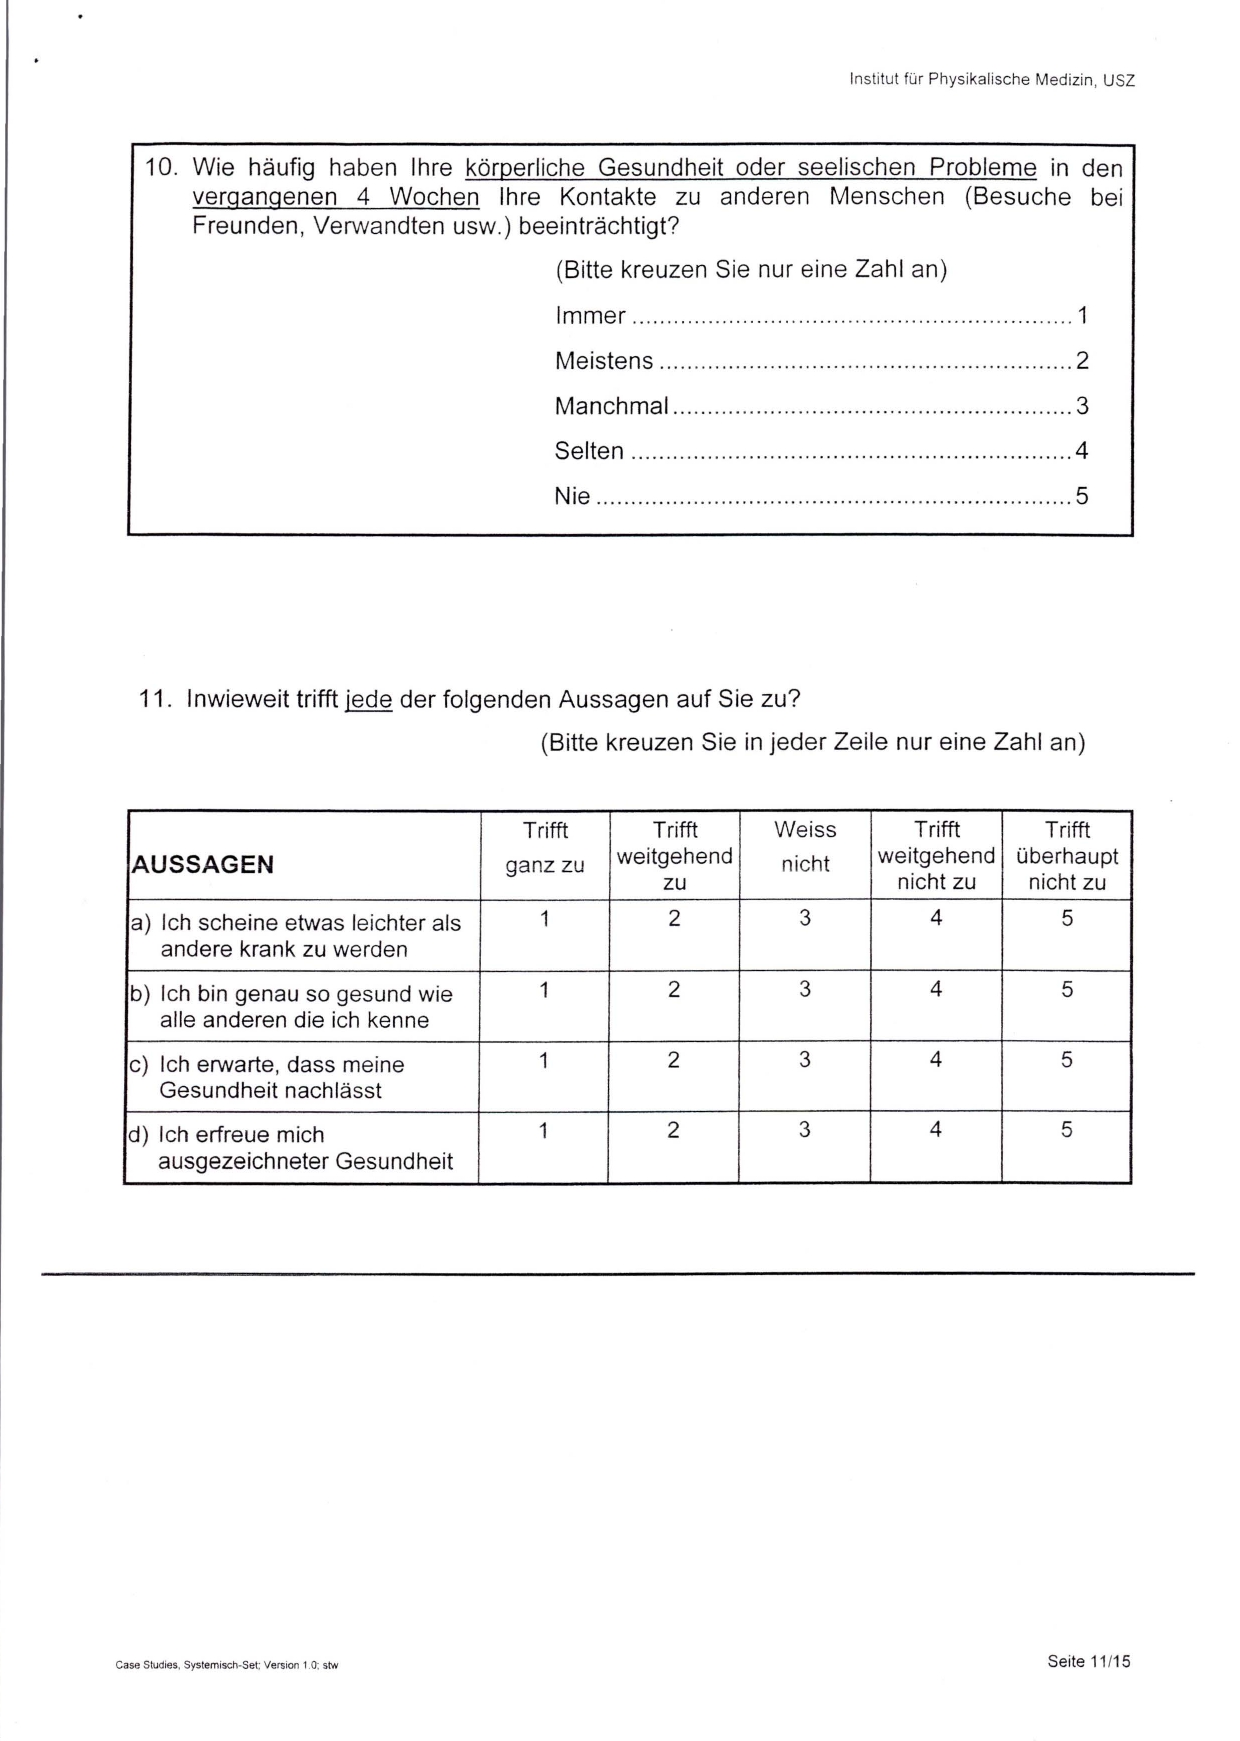 Institut für Physikalische Medizin, USZ
10. Wie häufig haben Ihre körperliche Gesundheit oder seelischen Probleme in den
vergangenen 4 Wochen Ihre Kontakte zu anderen Menschen (Besuche bei
Freunden, Verwandten usw.) beeinträchtigt?
(Bitte kreuzen Sie nur eine Zahl an)
Immer ................................................................ 1
Meistens ............................................................ 2
Manchmal .......................................................... 3
Selten ................................................................ 4
Nie ..................................................................... 5
11. Inwieweit trifft jede der folgenden Aussagen auf Sie zu?
(Bitte kreuzen Sie in jeder Zeile nur eine Zahl an)
AUSSAGEN
Trifft
ganz zu
Trifft
weitgehend
zu
Weiss
nicht
Trifft
weitgehend
nicht zu
Trifft
überhaupt
nicht zu
a) Ich scheine etwas leichter als 1 2 3 4 5
andere krank zu werden
b) Ich bin genau so gesund wie 1 2 3 4 5
alle anderen die ich kenne
c) Ich erwarte, dass meine 1 2 3 4 5
Gesundheit nachlässt
d) Ich erfreue mich 1 2 3 4 5
ausgezeichneter Gesundheit
Case Studies, Systemisch-Set; Version 1.0; stw
Seite 11/15